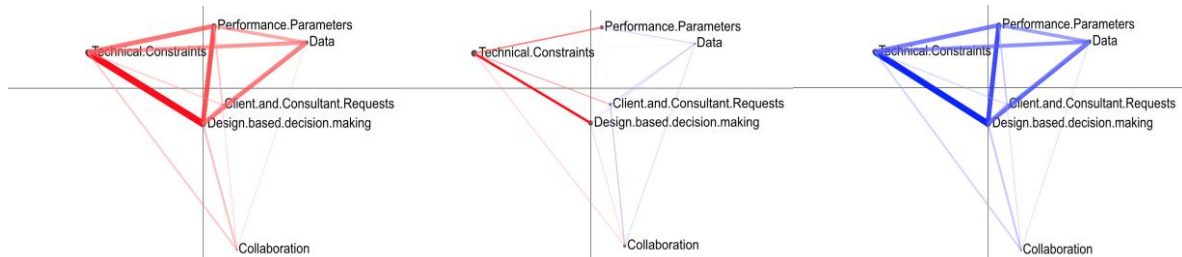 Performance.Parameters
Data
Technical.Constraints
Client.and.Consultant.Requests
Design.based.decision.making
Collaboration
Performance.Parameters
Data
Technical.Constraints
Client.and.Consultant.Requests
Design.based.decision.making
Collaboration
Performance.Parameters
Data
Technical.Constraints
Client.and.Consultant.Requests
Design.based.decision.making
Collaboration